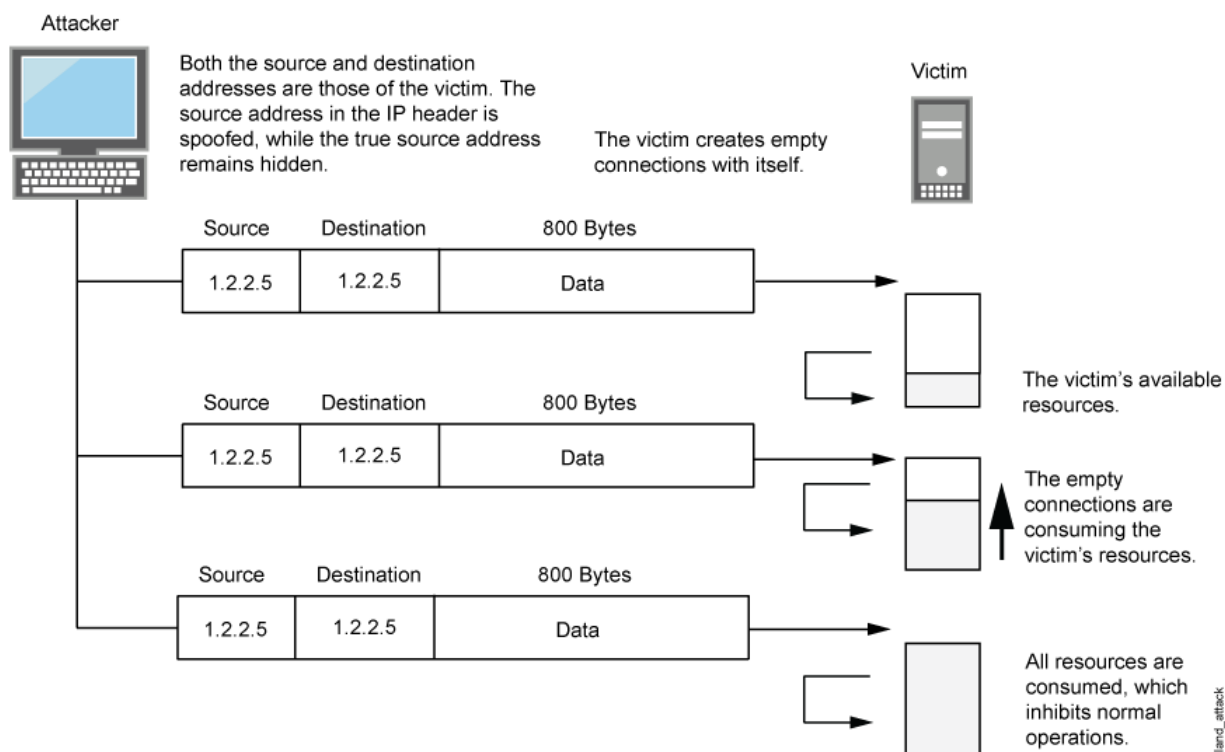 Attacker
Both the source and destination
addresses are those of the victim. The
source address in the IP header is
spoofed, while the true source address
remains hidden.
The victim creates empty
connections with itself.
Victim
Source Destination 800 Bytes
1.2.2.5 1.2.2.5 Data
The victim's available
resources.
Source Destination 800 Bytes
1.2.2.5 1.2.2.5 Data
The empty
connections are
consuming the
victim's resources.
Source Destination 800 Bytes
1.2.2.5 1.2.2.5 Data
All resources are
consumed, which
inhibits normal
operations.
land_attack